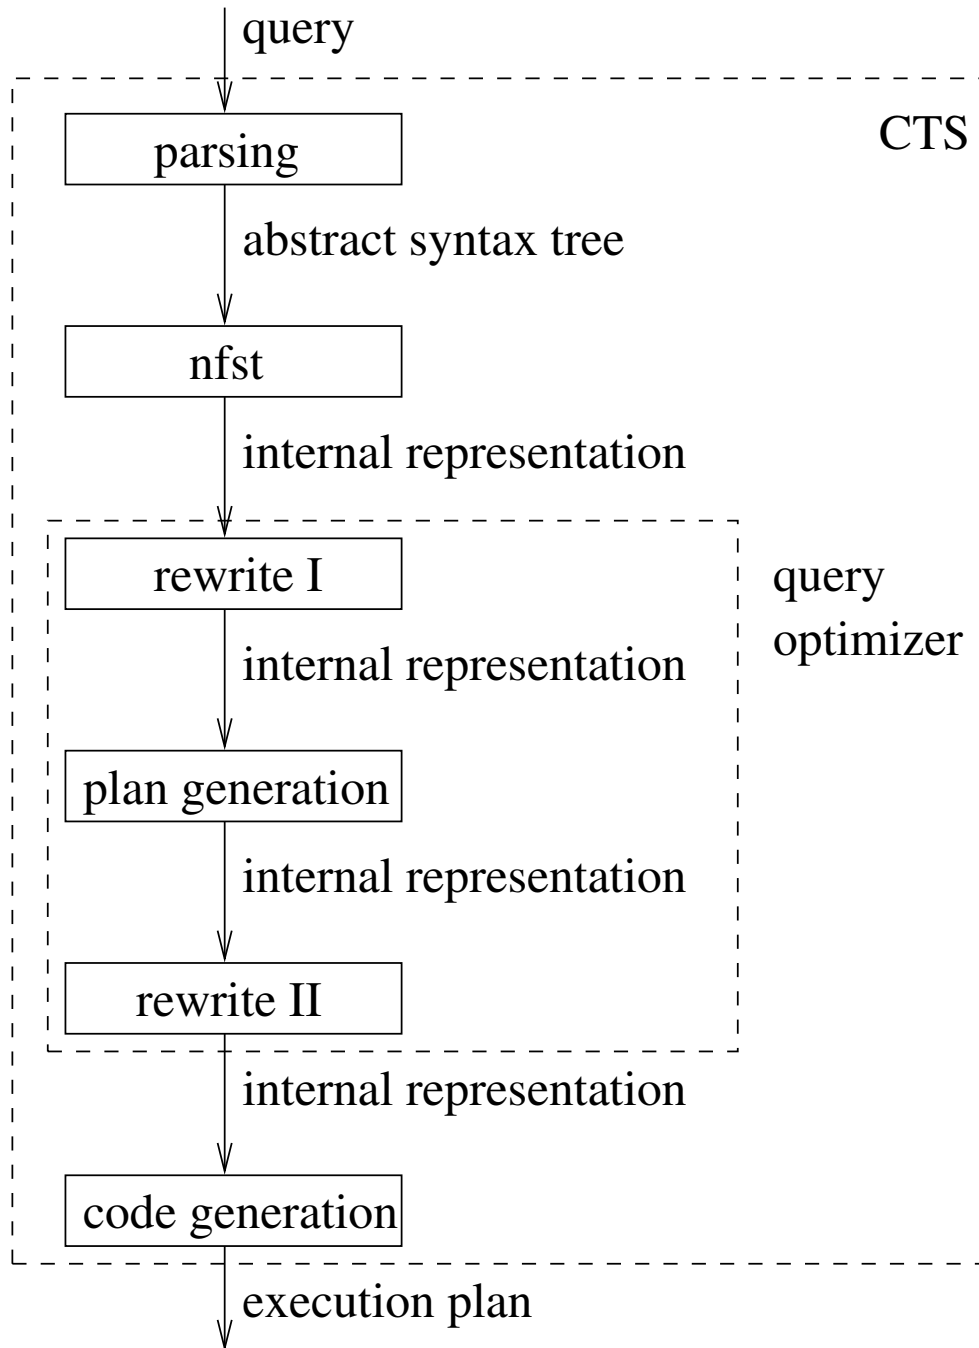 query
CTS
parsing
abstract syntax tree
nfst
internal representation
rewrite I
query
optimizer
internal representation
plan generation
internal representation
rewrite II
internal representation
code generation
execution plan